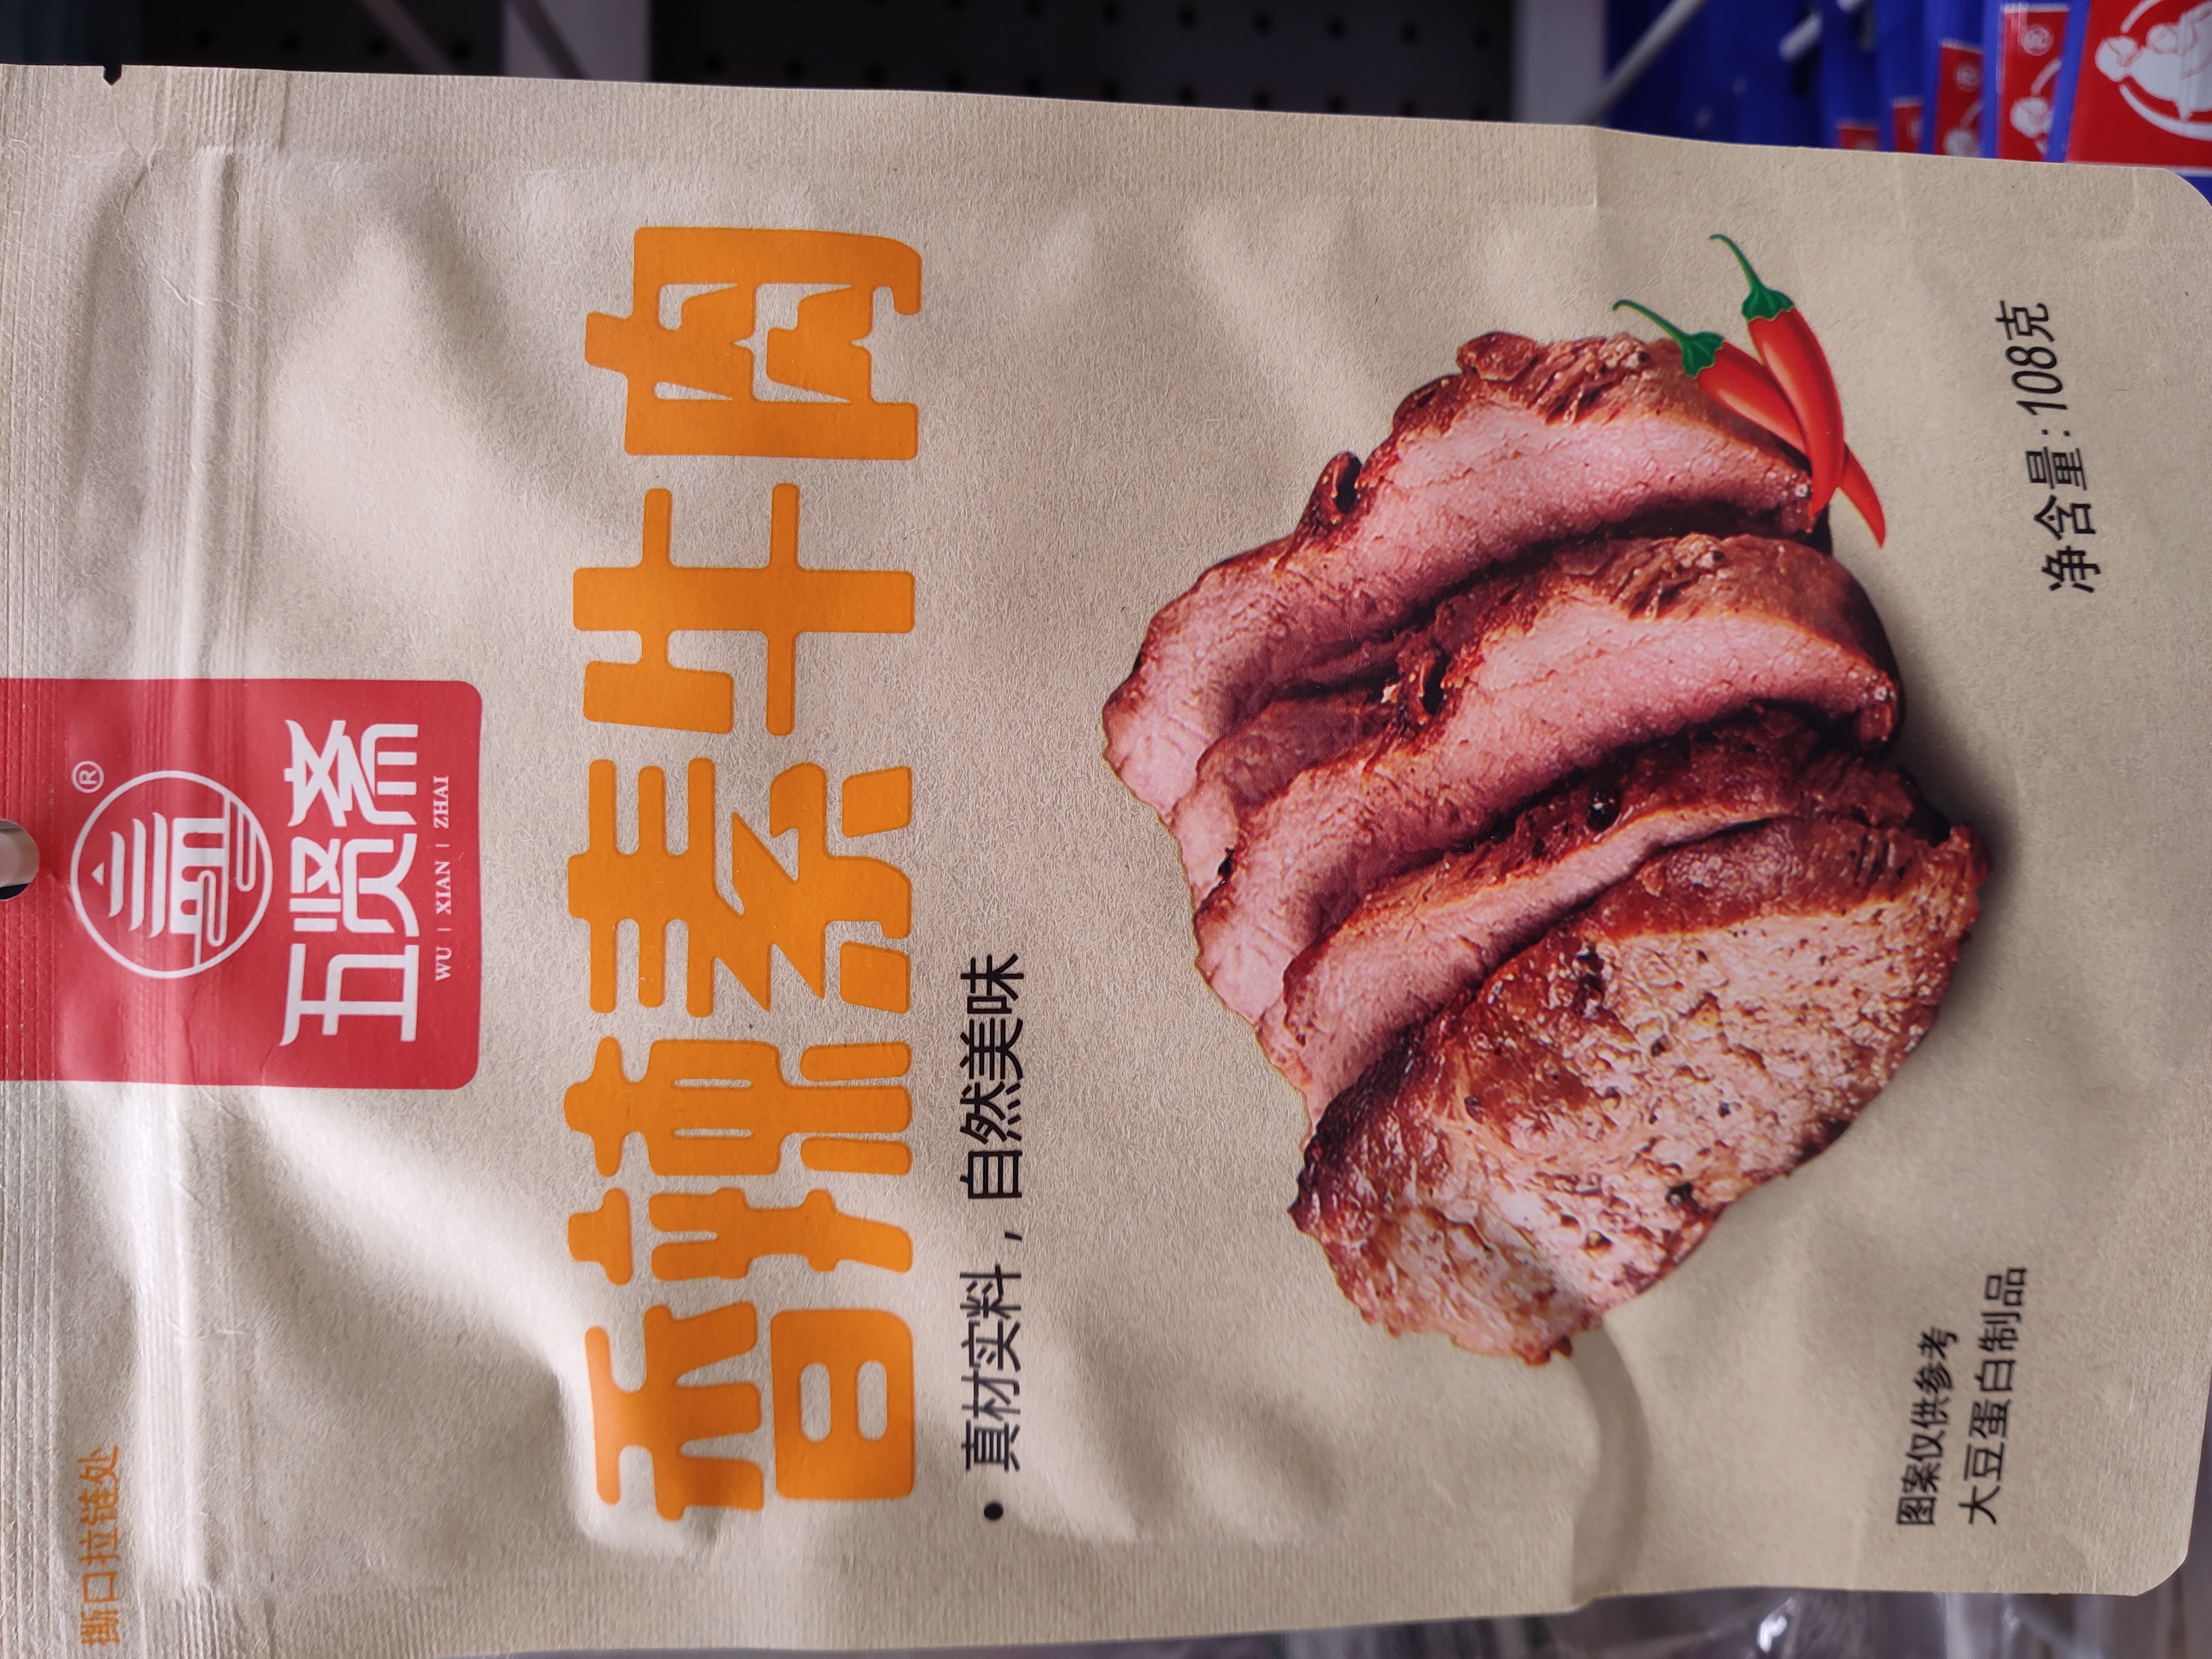 撕口拉链处
®
五贤斋
WU | XIAN | ZHAI
香辣素牛肉
• 真材实料，自然美味
图案仅供参考
大豆蛋白制品
净含量:108克